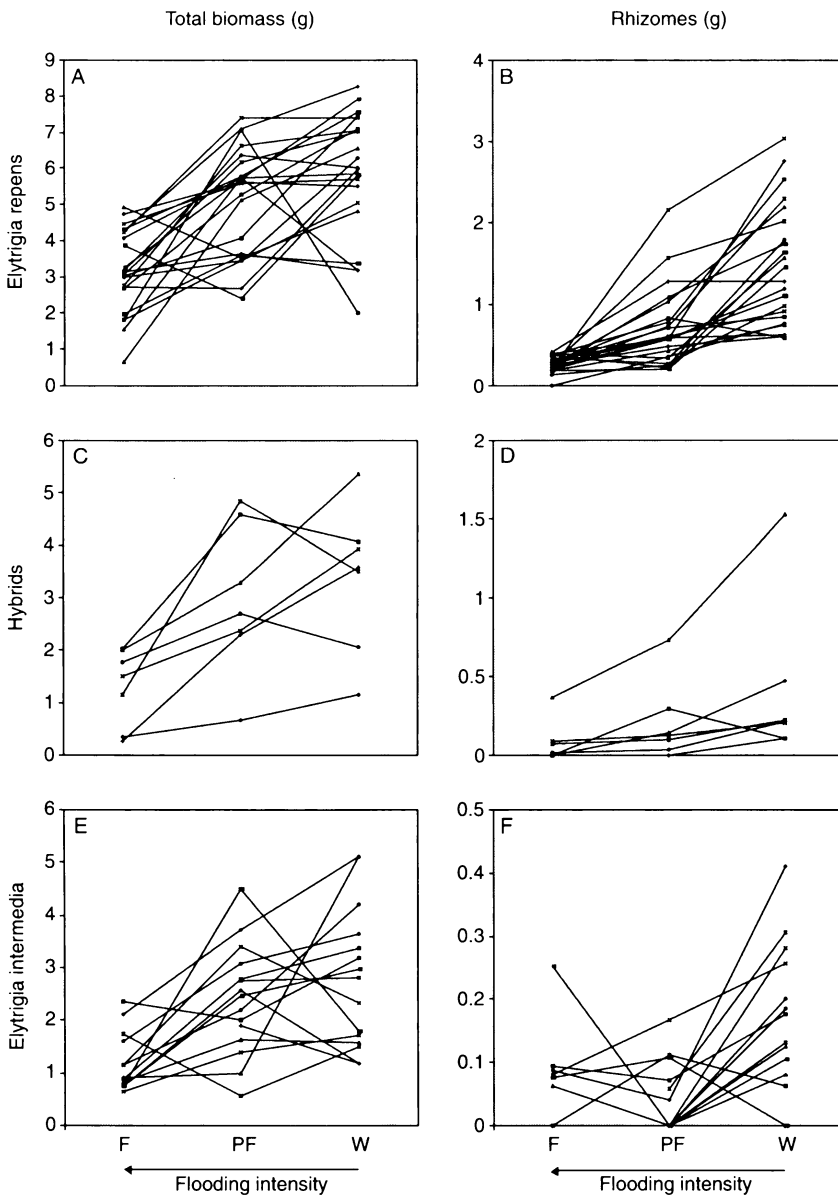 Total biomass (g)
Rhizomes (g)
Elytrigia repens
A
9
8
7
6
5
4
3
2
1
0
B
4
3
2
1
0
Hybrids
C
6
5
4
3
2
1
0
D
2
1.5
1
0.5
0
Elytrigia intermedia
E
6
5
4
3
2
1
0
F
0.5
0.4
0.3
0.2
0.1
0
F PF W
F PF W
Flooding intensity
Flooding intensity